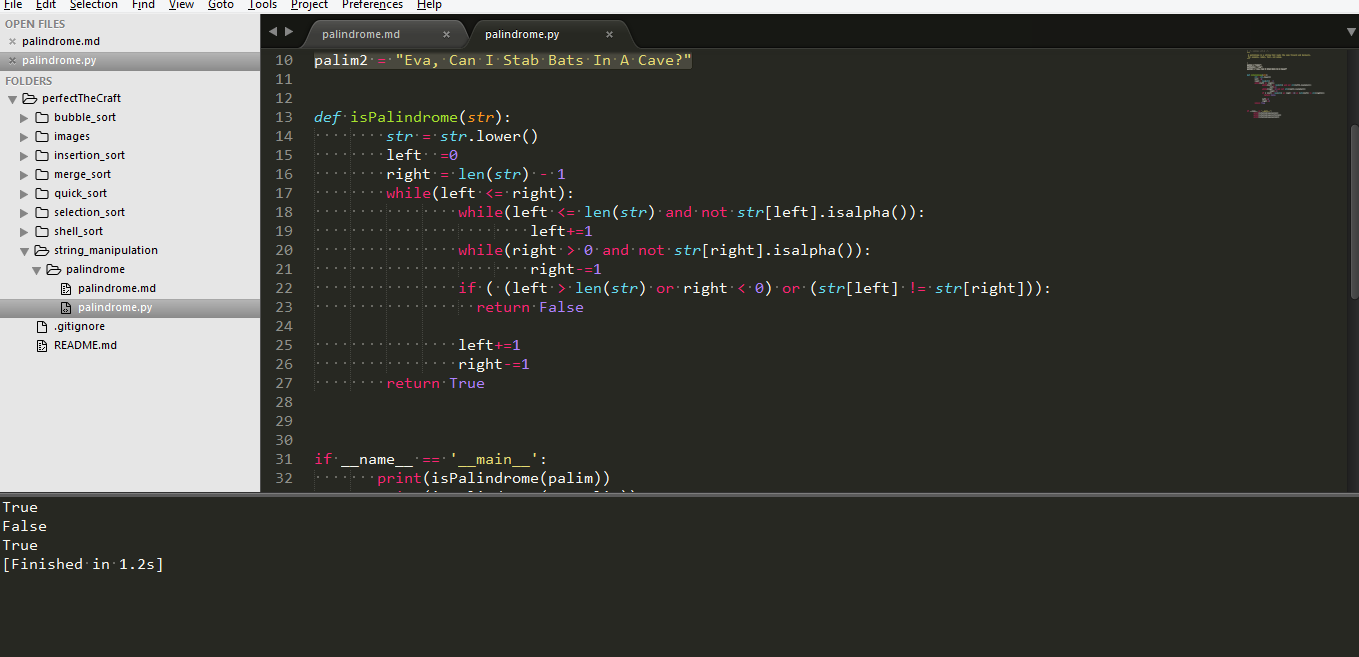 File Edit Selection Find View Goto Tools Project Preferences Help
OPEN FILES
× palindrome.md
× palindrome.py
FOLDERS
perfectTheCraft
bubble_sort
images
insertion_sort
merge_sort
quick_sort
selection_sort
shell_sort
string_manipulation
palindrome
palindrome.md
palindrome.py
.gitignore
README.md
palindrome.md ×
palindrome.py ×
10 palim2 = "Eva, Can I Stab Bats In A Cave?"
11
12
13 def isPalindrome(str):
14 str = str.lower()
15 left  =0
16 right = len(str) - 1
17 while(left <= right):
18 while(left <= len(str) and not str[left].isalpha()):
19 left+=1
20 while(right > 0 and not str[right].isalpha()):
21 right-=1
22 if ( (left > len(str) or right < 0) or (str[left] != str[right])):
23 return False
24
25 left+=1
26 right-=1
27 return True
28
29
30
31 if __name__ == '__main__':
32 print(isPalindrome(palim))
True
False
True
[Finished in 1.2s]